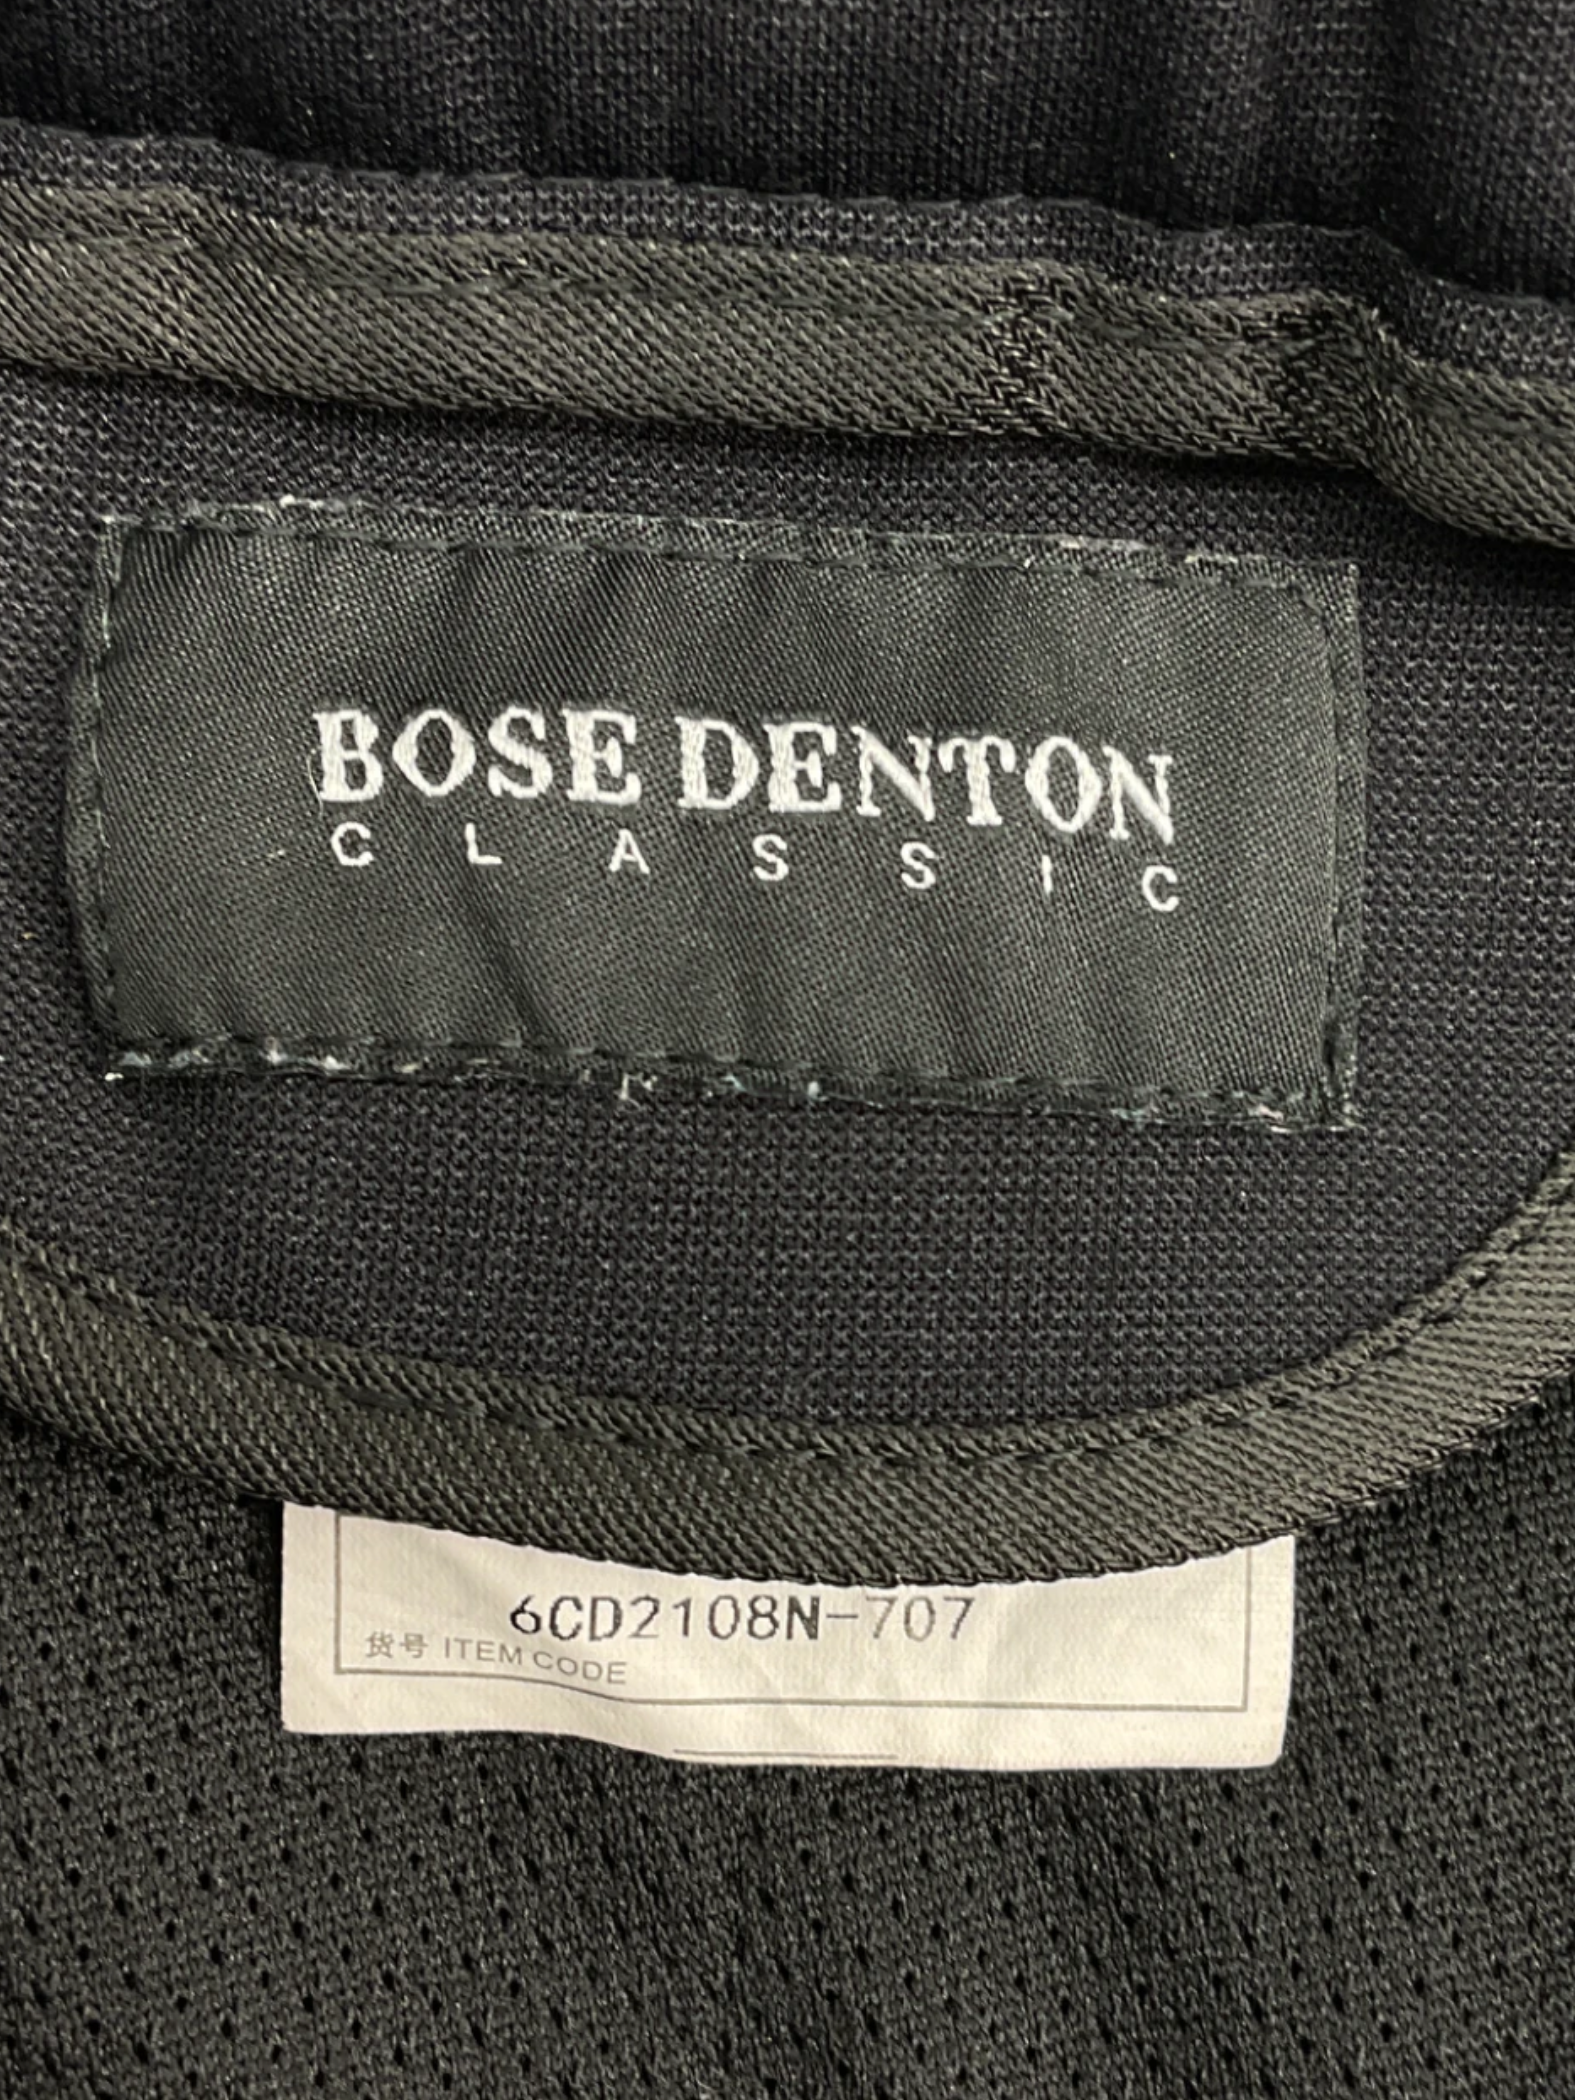 BOSE DENTON
CLASSIC
6CD2108N-707
货号 ITEM CODE